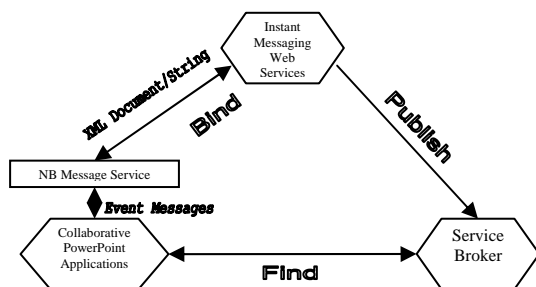 Instant
Messaging
Web
Services
XML Document/String
Bind
Publish
NB Message Service
Event Messages
Collaborative
PowerPoint
Applications
Find
Service
Broker